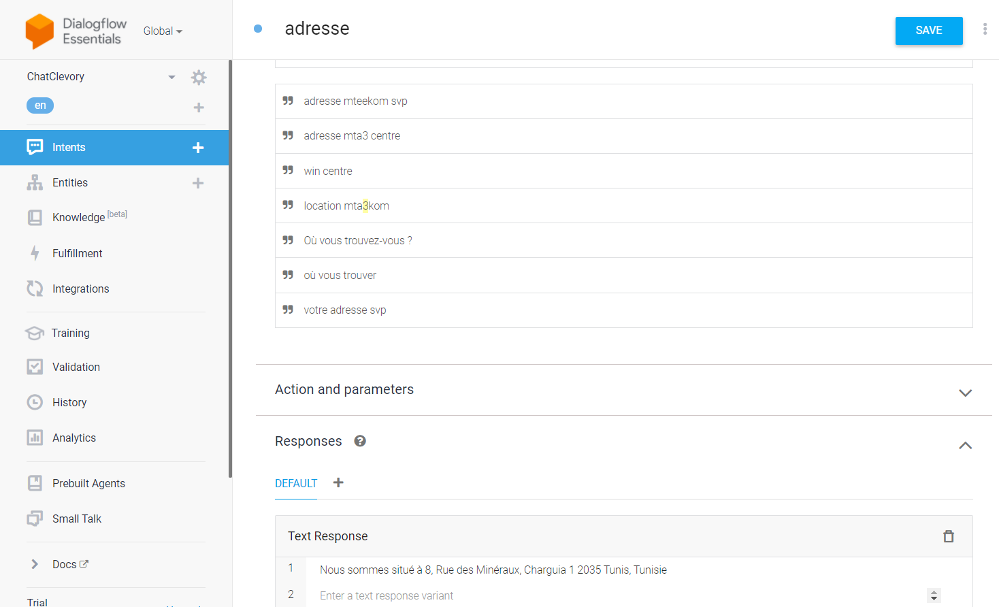 Dialogflow
Essentials
Global
adresse
SAVE
ChatClevory
en
Intents
Entities
Knowledge [beta]
Fulfillment
Integrations
Training
Validation
History
Analytics
Prebuilt Agents
Small Talk
Docs
Trial
adresse mteekom svp
adresse mta3 centre
win centre
location mta3kom
Où vous trouvez-vous ?
où vous trouver
votre adresse svp
Action and parameters
Responses
DEFAULT
Text Response
1 Nous sommes situé à 8, Rue des Minéraux, Charguia 1 2035 Tunis, Tunisie
2 Enter a text response variant